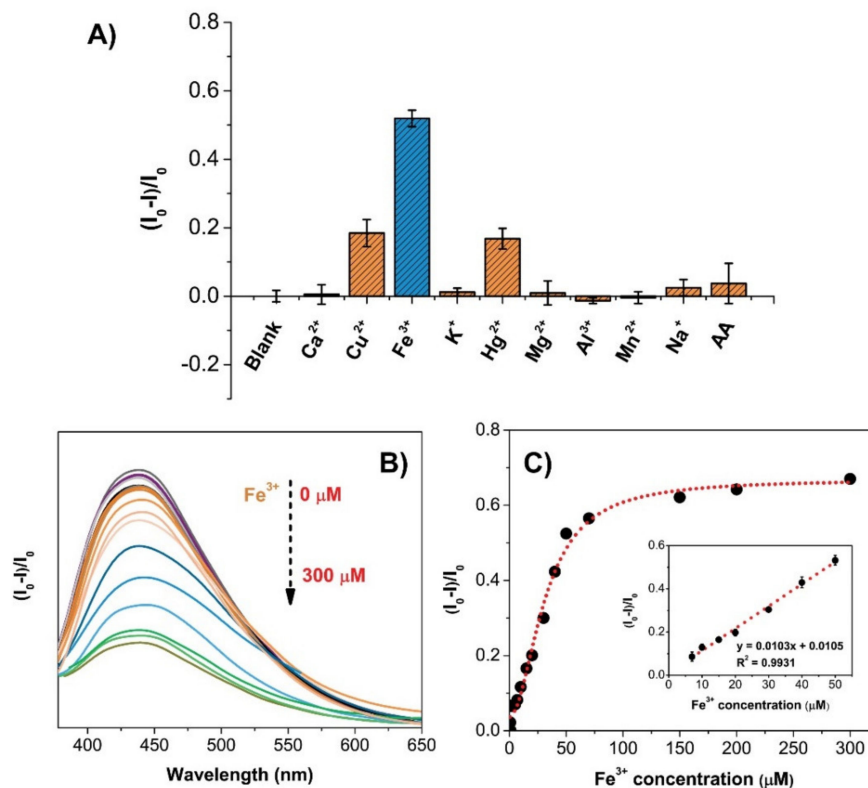 A)
0.8
0.6
0.4
0.2
0.0
-0.2
(I₀-I)/I₀
Blank
Ca²⁺
Cu²⁺
Fe³⁺
K⁺
Hg²⁺
Mg²⁺
Al³⁺
Mn²⁺
Na⁺
AA
B)
Fe³⁺
0 μM
300 μM
(I₀-I)/I₀
400 450 500 550 600 650
Wavelength (nm)
C)
0.8
0.6
0.4
0.2
0.0
(I₀-I)/I₀
0 50 100 150 200 250 300
Fe³⁺ concentration (μM)
0.6
0.4
0.2
0.0
(I₀-I)/I₀
y = 0.0103x + 0.0105
R² = 0.9931
10 20 30 40 50
Fe³⁺ concentration (μM)